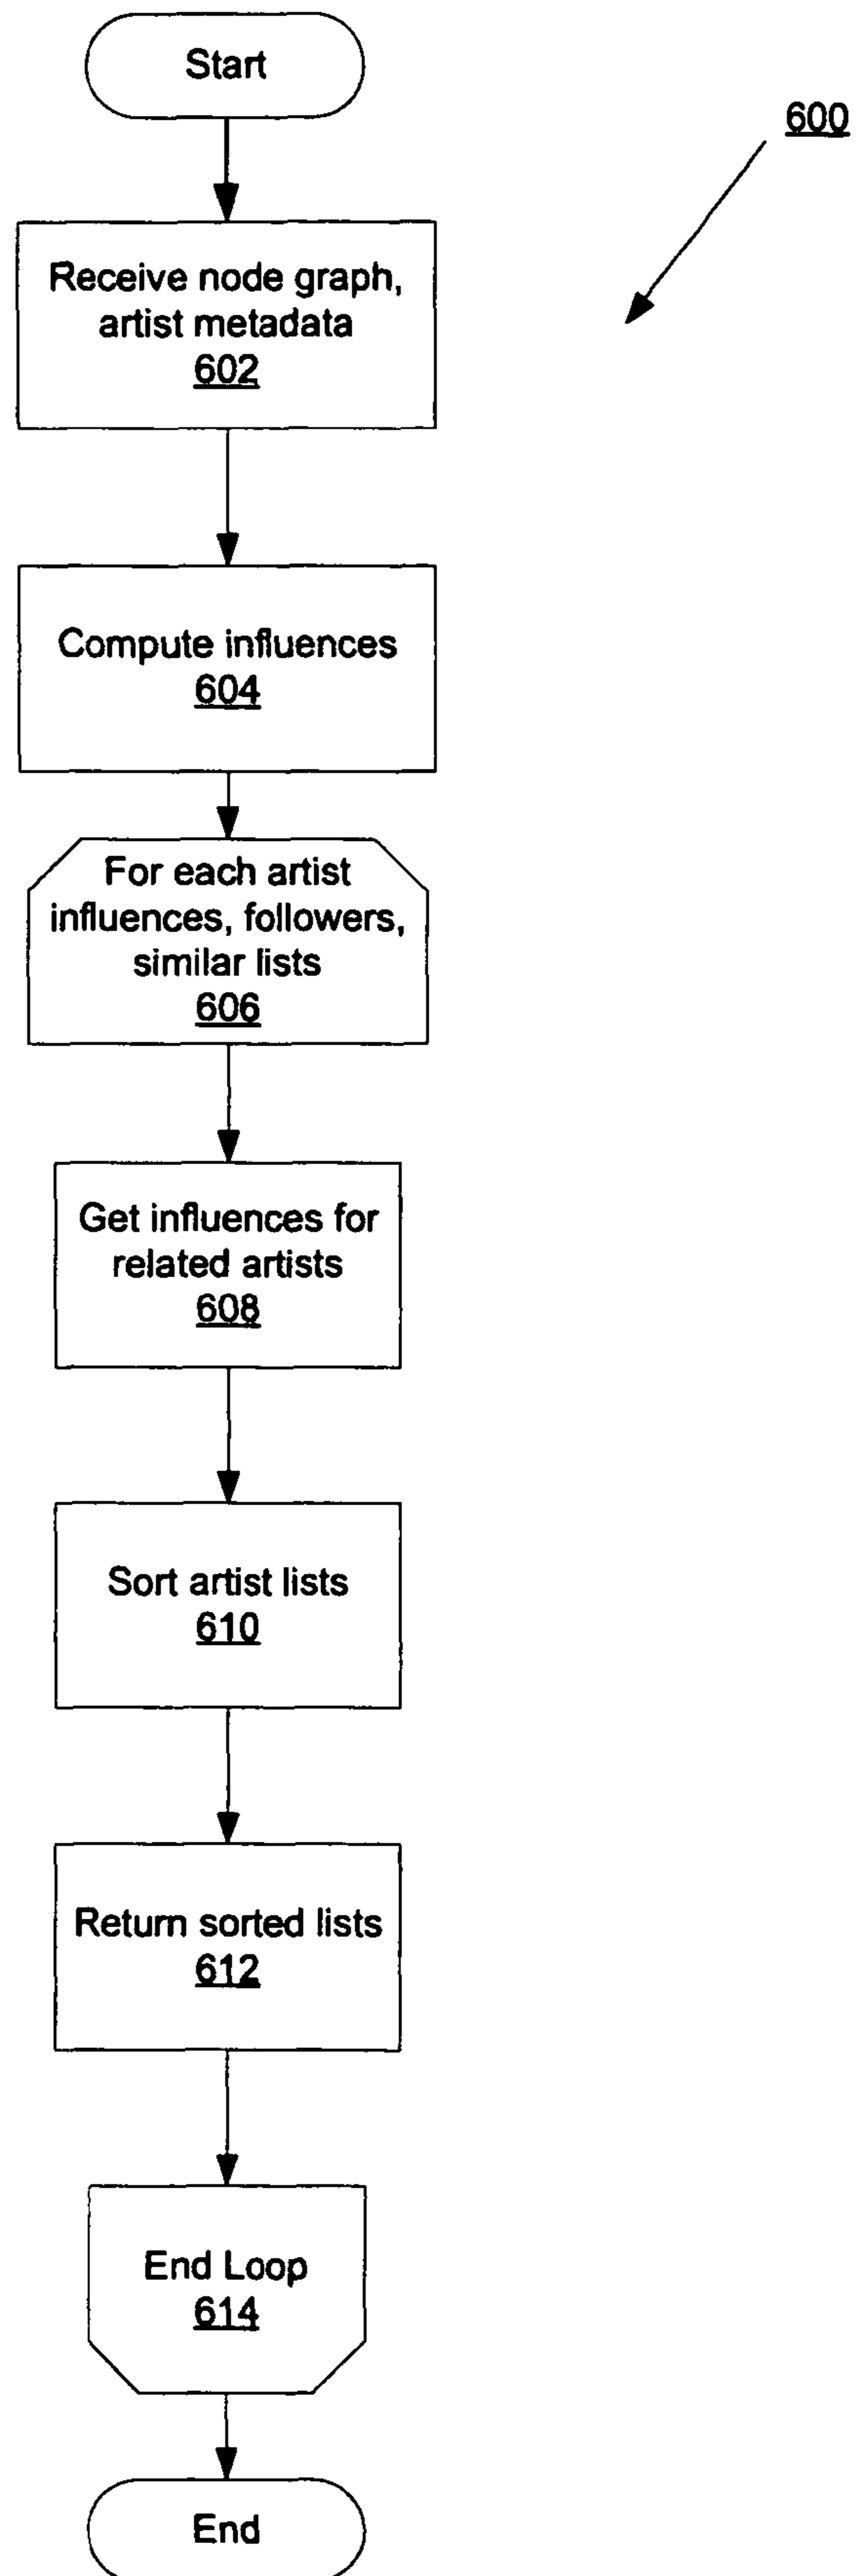 Start
600
Receive node graph,
artist metadata
602
Compute influences
604
For each artist
influences, followers,
similar lists
606
Get influences for
related artists
608
Sort artist lists
610
Return sorted lists
612
End Loop
614
End